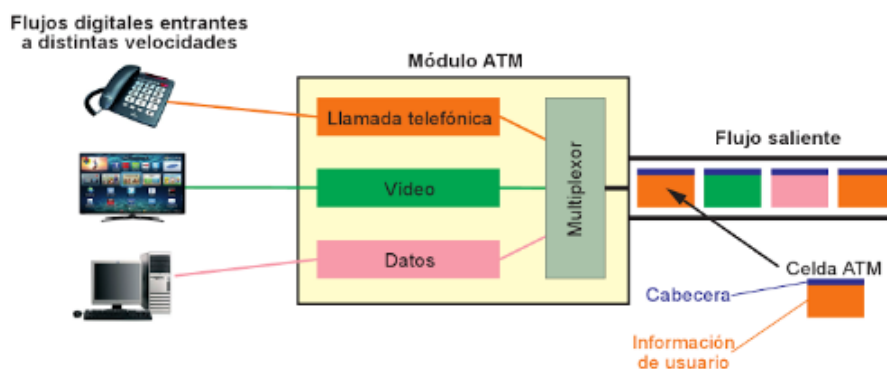 Flujos digitales entrantes
a distintas velocidades
Módulo ATM
Llamada telefónica
Vídeo
Datos
Multiplexor
Flujo saliente
Celda ATM
Cabecera
Información
de usuario